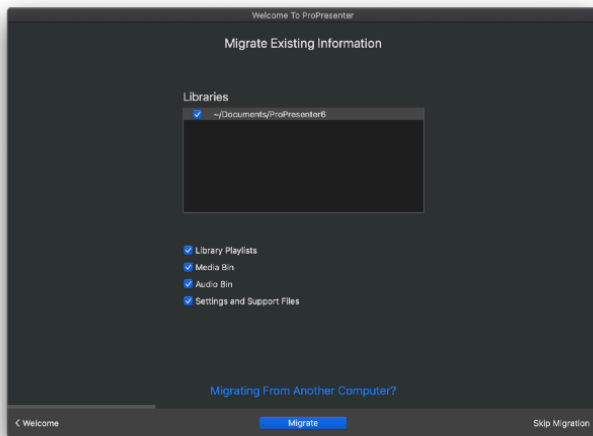 Welcome To ProPresenter
Migrate Existing Information
Libraries
~/Documents/ProPresenter6
Library Playlists
Media Bin
Audio Bin
Settings and Support Files
Migrating From Another Computer?
< Welcome
Migrate
Skip Migration